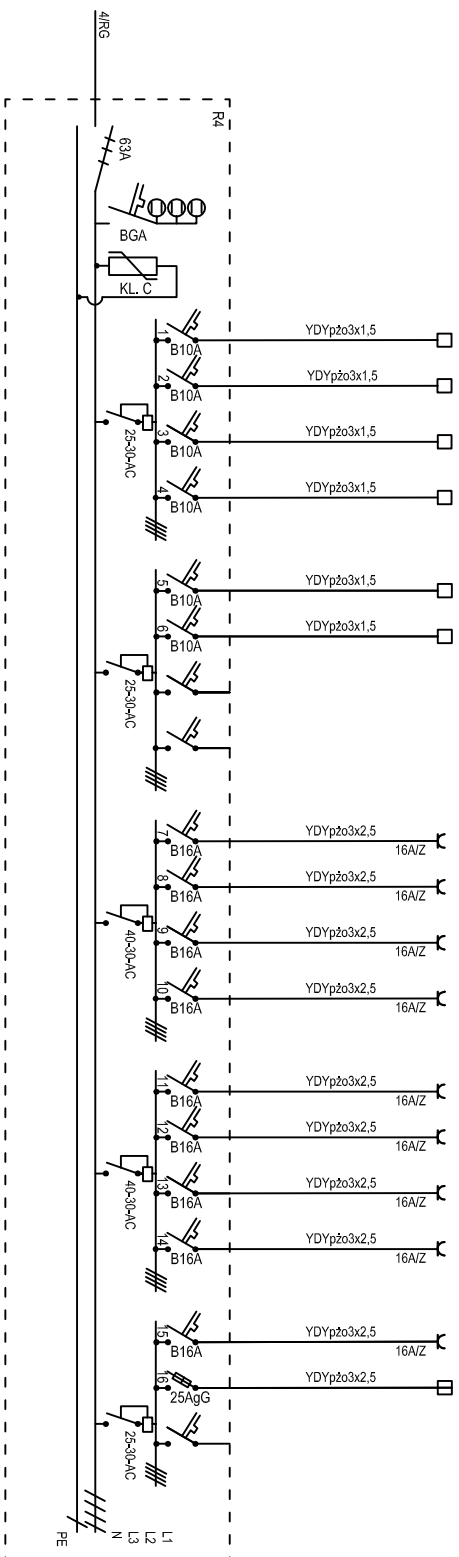 4/RG
R4
63A
BGA
KL. C
1
B10A
YDYpżo3x1,5
2
B10A
YDYpżo3x1,5
25-30-AC
3
B10A
YDYpżo3x1,5
4
B10A
YDYpżo3x1,5
5
B10A
YDYpżo3x1,5
6
B10A
YDYpżo3x1,5
25-30-AC
7
B16A
YDYpżo3x2,5
16A/Z
8
B16A
YDYpżo3x2,5
16A/Z
40-30-AC
9
B16A
YDYpżo3x2,5
16A/Z
10
B16A
YDYpżo3x2,5
16A/Z
11
B16A
YDYpżo3x2,5
16A/Z
12
B16A
YDYpżo3x2,5
16A/Z
40-30-AC
13
B16A
YDYpżo3x2,5
16A/Z
14
B16A
YDYpżo3x2,5
16A/Z
15
B16A
YDYpżo3x2,5
16A/Z
16
25AgG
YDYpżo3x2,5
25-30-AC
L1
L2
L3
N
PE